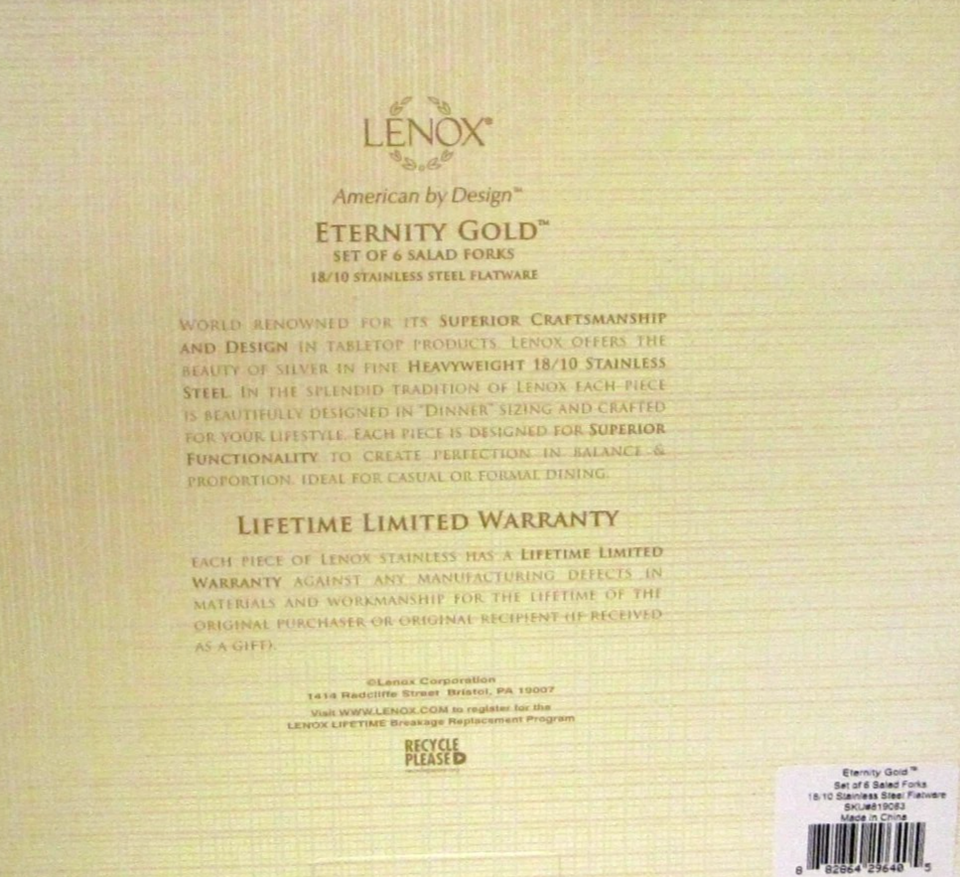 LENOX®
American by Design™
ETERNITY GOLD™
SET OF 6 SALAD FORKS
18/10 STAINLESS STEEL FLATWARE
WORLD RENOWNED FOR ITS SUPERIOR CRAFTSMANSHIP
AND DESIGN IN TABLETOP PRODUCTS, LENOX OFFERS THE
BEAUTY OF SILVER IN FINE HEAVYWEIGHT 18/10 STAINLESS
STEEL. IN THE SPLENDID TRADITION OF LENOX EACH PIECE
IS BEAUTIFULLY DESIGNED IN "DINNER" SIZING AND CRAFTED
FOR YOUR LIFESTYLE. EACH PIECE IS DESIGNED FOR SUPERIOR
FUNCTIONALITY TO CREATE PERFECTION IN BALANCE &
PROPORTION. IDEAL FOR CASUAL OR FORMAL DINING.
LIFETIME LIMITED WARRANTY
EACH PIECE OF LENOX STAINLESS HAS A LIFETIME LIMITED
WARRANTY AGAINST ANY MANUFACTURING DEFECTS IN
MATERIALS AND WORKMANSHIP FOR THE LIFETIME OF THE
ORIGINAL PURCHASER OR ORIGINAL RECIPIENT (IF RECEIVED
AS A GIFT).
©Lenox Corporation
1414 Radcliffe Street Bristol, PA 19007
Visit WWW.LENOX.COM to register for the
LENOX LIFETIME Breakage Replacement Program
RECYCLE
PLEASE
Eternity Gold™
Set of 6 Salad Forks
18/10 Stainless Steel Flatware
SKU#819083
Made in China
8 82864 29640 5